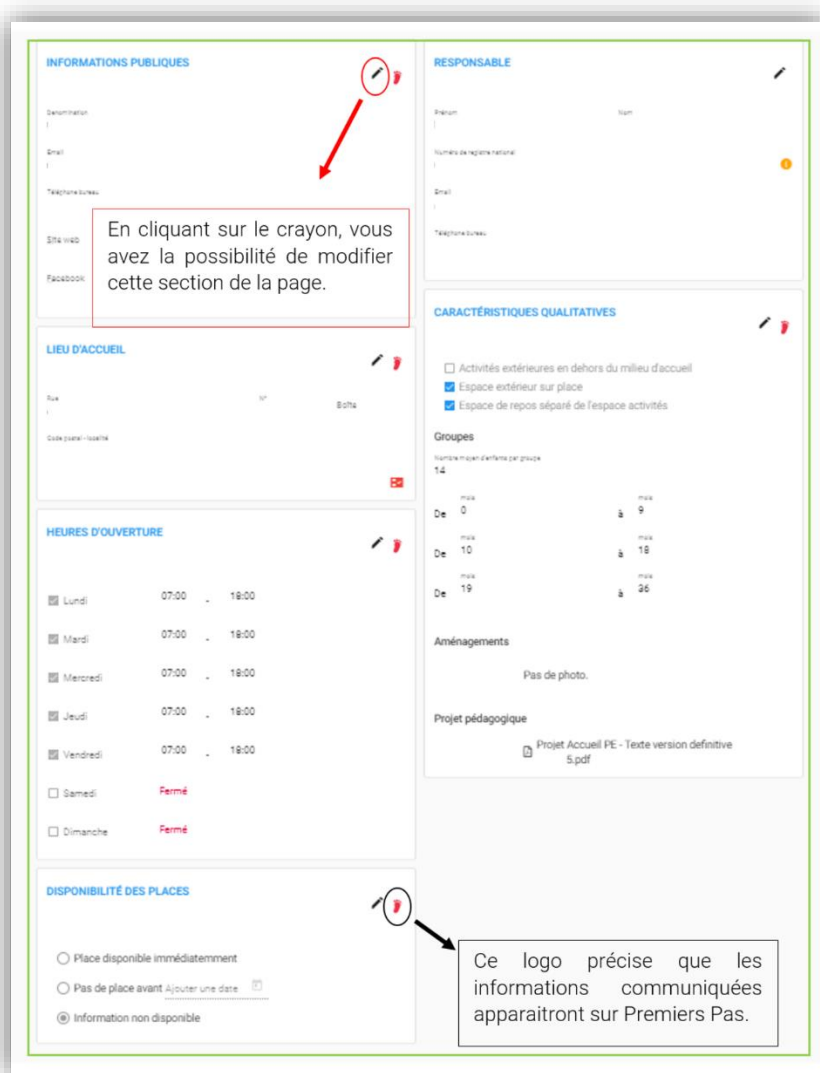 INFORMATIONS PUBLIQUES
Dénomination
Email
Téléphone bureau
Site web
Facebook
En cliquant sur le crayon, vous
avez la possibilité de modifier
cette section de la page.
LIEU D'ACCUEIL
Rue
N°
Boîte
Code postal - localité
HEURES D'OUVERTURE
Lundi 07:00 - 18:00
Mardi 07:00 - 18:00
Mercredi 07:00 - 18:00
Jeudi 07:00 - 18:00
Vendredi 07:00 - 18:00
Samedi Fermé
Dimanche Fermé
DISPONIBILITÉ DES PLACES
Place disponible immédiatemment
Pas de place avant Ajouter une date
Information non disponible
RESPONSABLE
Prénom Nom
Numéro de registre national
Email
Téléphone bureau
CARACTÉRISTIQUES QUALITATIVES
Activités extérieures en dehors du milieu d'accueil
Espace extérieur sur place
Espace de repos séparé de l'espace activités
Groupes
Nombre moyen d'enfants par groupe
14
mois mois
De 0 à 9
mois mois
De 10 à 18
mois mois
De 19 à 36
Aménagements
Pas de photo.
Projet pédagogique
Projet Accueil PE - Texte version definitive
5.pdf
Ce logo précise que les
informations communiquées
apparaitront sur Premiers Pas.